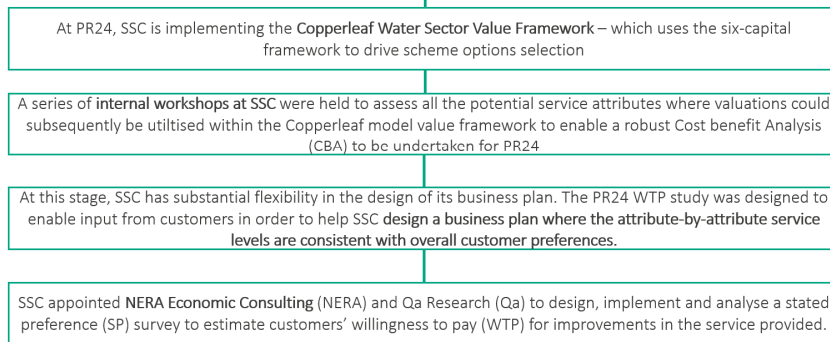 At PR24, SSC is implementing the Copperleaf Water Sector Value Framework – which uses the six-capital
framework to drive scheme options selection
A series of internal workshops at SSC were held to assess all the potential service attributes where valuations could
subsequently be utiltised within the Copperleaf model value framework to enable a robust Cost benefit Analysis
(CBA) to be undertaken for PR24
At this stage, SSC has substantial flexibility in the design of its business plan. The PR24 WTP study was designed to
enable input from customers in order to help SSC design a business plan where the attribute-by-attribute service
levels are consistent with overall customer preferences.
SSC appointed NERA Economic Consulting (NERA) and Qa Research (Qa) to design, implement and analyse a stated
preference (SP) survey to estimate customers’ willingness to pay (WTP) for improvements in the service provided.